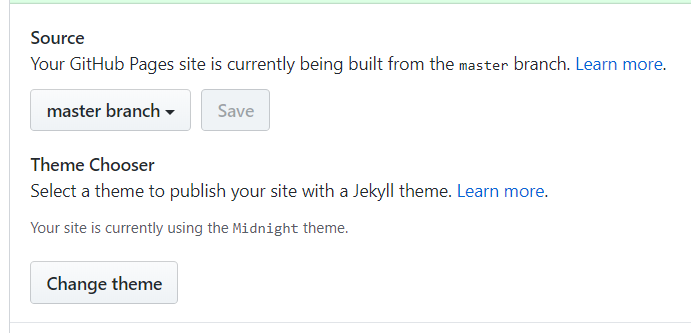 Source
Your GitHub Pages site is currently being built from the master branch. Learn more.
master branch
Save
Theme Chooser
Select a theme to publish your site with a Jekyll theme. Learn more.
Your site is currently using the Midnight theme.
Change theme